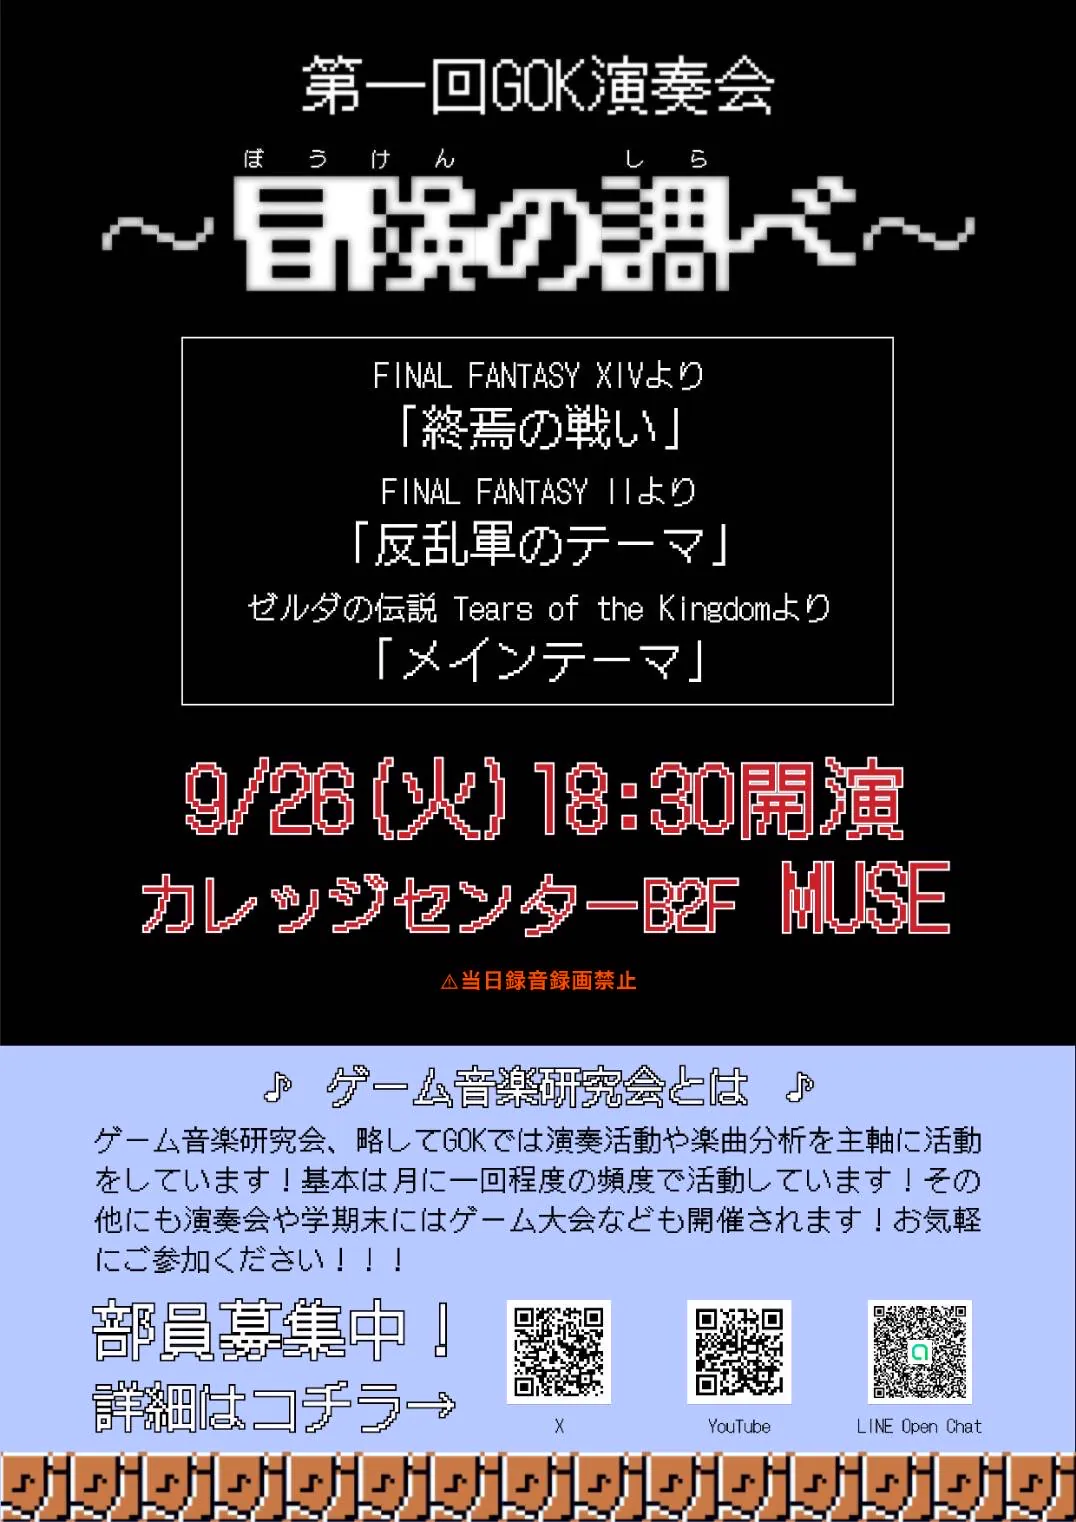 第一回GOK演奏会
ぼうけん しら
〜冒険の調べ〜
FINAL FANTASY XIVより
「終焉の戦い」
FINAL FANTASY IIより
「反乱軍のテーマ」
ゼルダの伝説 Tears of the Kingdomより
「メインテーマ」
9/26(火)18:30開演
カレッジセンターB2F MUSE
⚠当日録音録画禁止
♪ ゲーム音楽研究会とは ♪
ゲーム音楽研究会、略してGOKでは演奏活動や楽曲分析を主軸に活動
をしています！基本は月に一回程度の頻度で活動しています！その
他にも演奏会や学期末にはゲーム大会なども開催されます！お気軽
にご参加ください！！！
部員募集中！
詳細はコチラ→
X
YouTube
LINE Open Chat